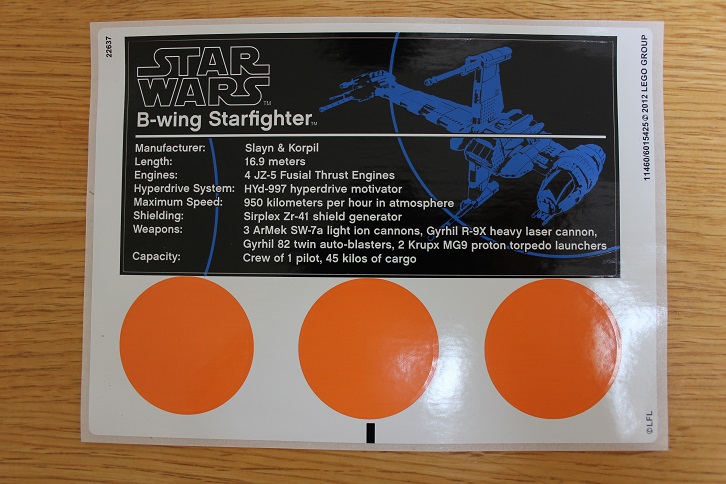 22637
STAR
WARS™
B-wing Starfighter™
Manufacturer: Slayn & Korpil
Length: 16.9 meters
Engines: 4 JZ-5 Fusial Thrust Engines
Hyperdrive System: HYd-997 hyperdrive motivator
Maximum Speed: 950 kilometers per hour in atmosphere
Shielding: Sirplex Zr-41 shield generator
Weapons: 3 ArMek SW-7a light ion cannons, Gyrhil R-9X heavy laser cannon,
Gyrhil 82 twin auto-blasters, 2 Krupx MG9 proton torpedo launchers
Capacity: Crew of 1 pilot, 45 kilos of cargo
11460/6015425 © 2012 LEGO GROUP
© LFL